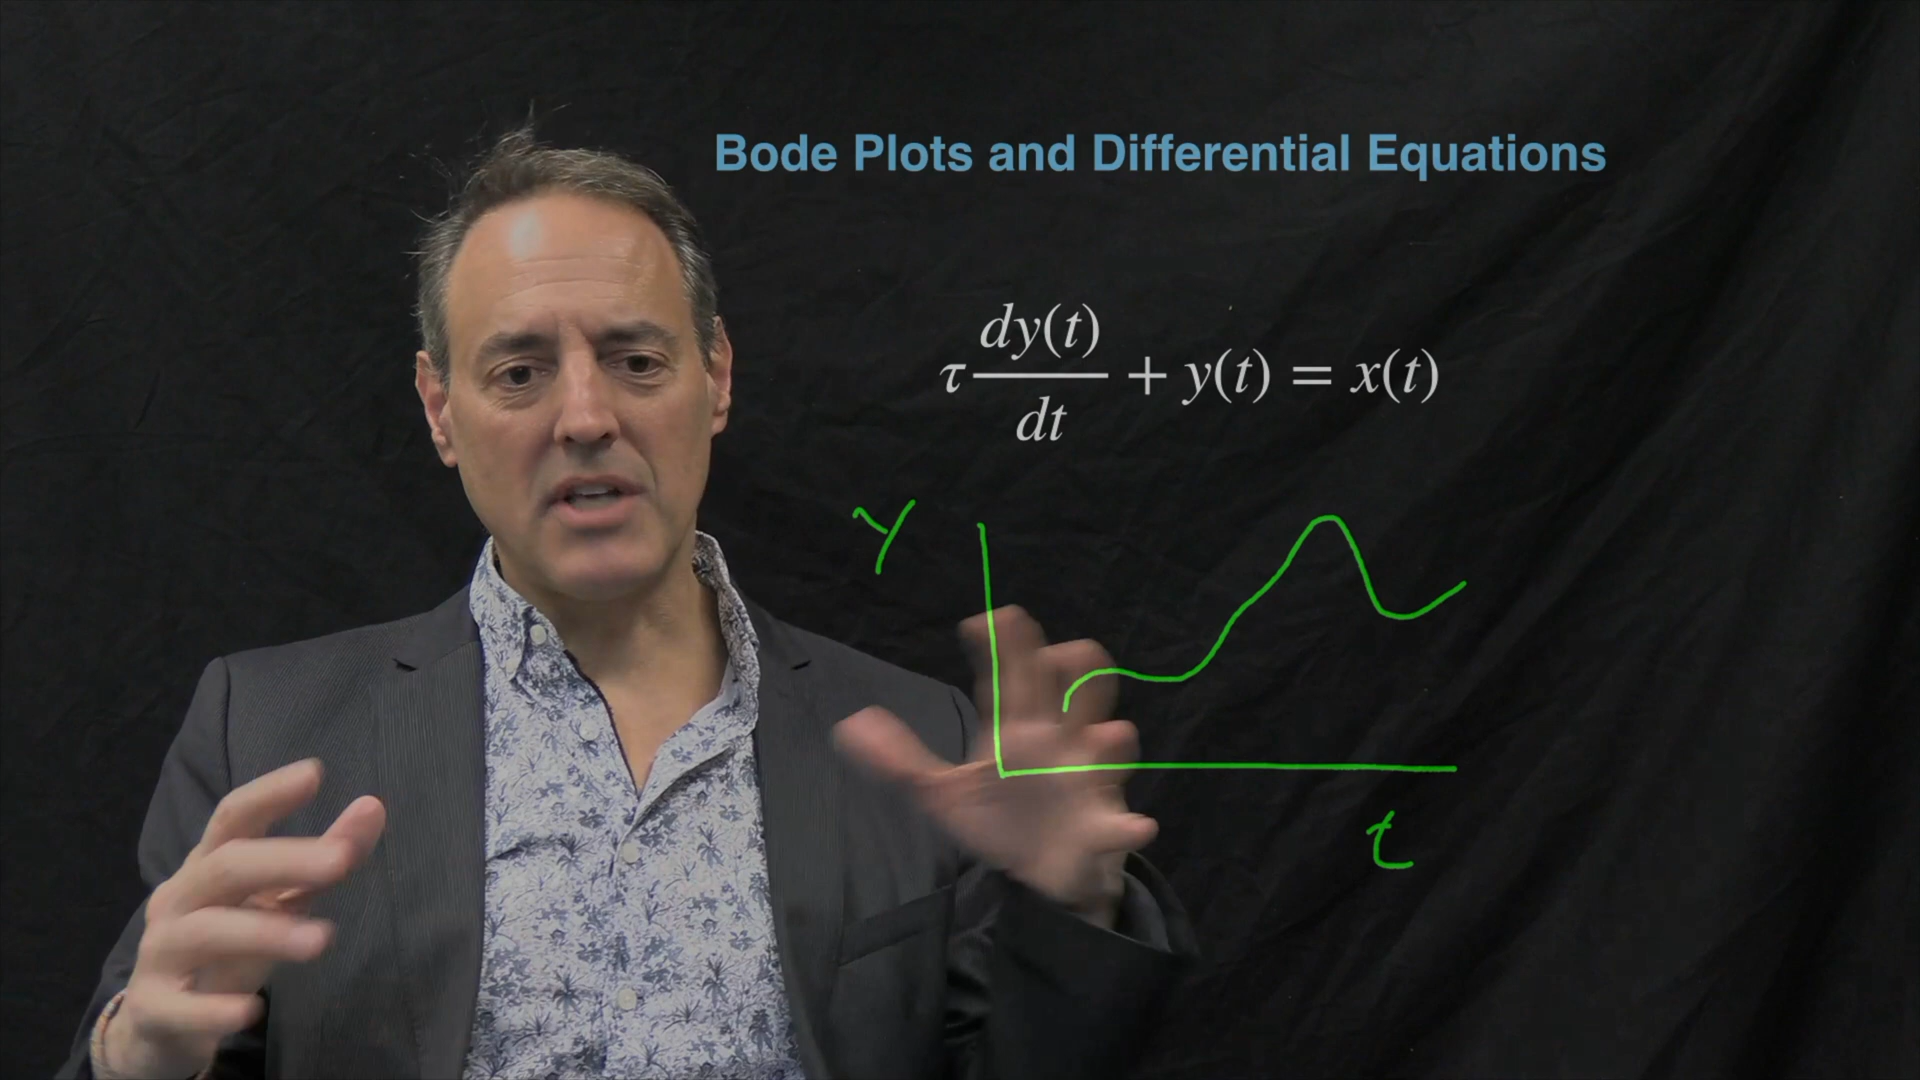 Bode Plots and Differential Equations
τ dy(t)/dt + y(t) = x(t)
y
t